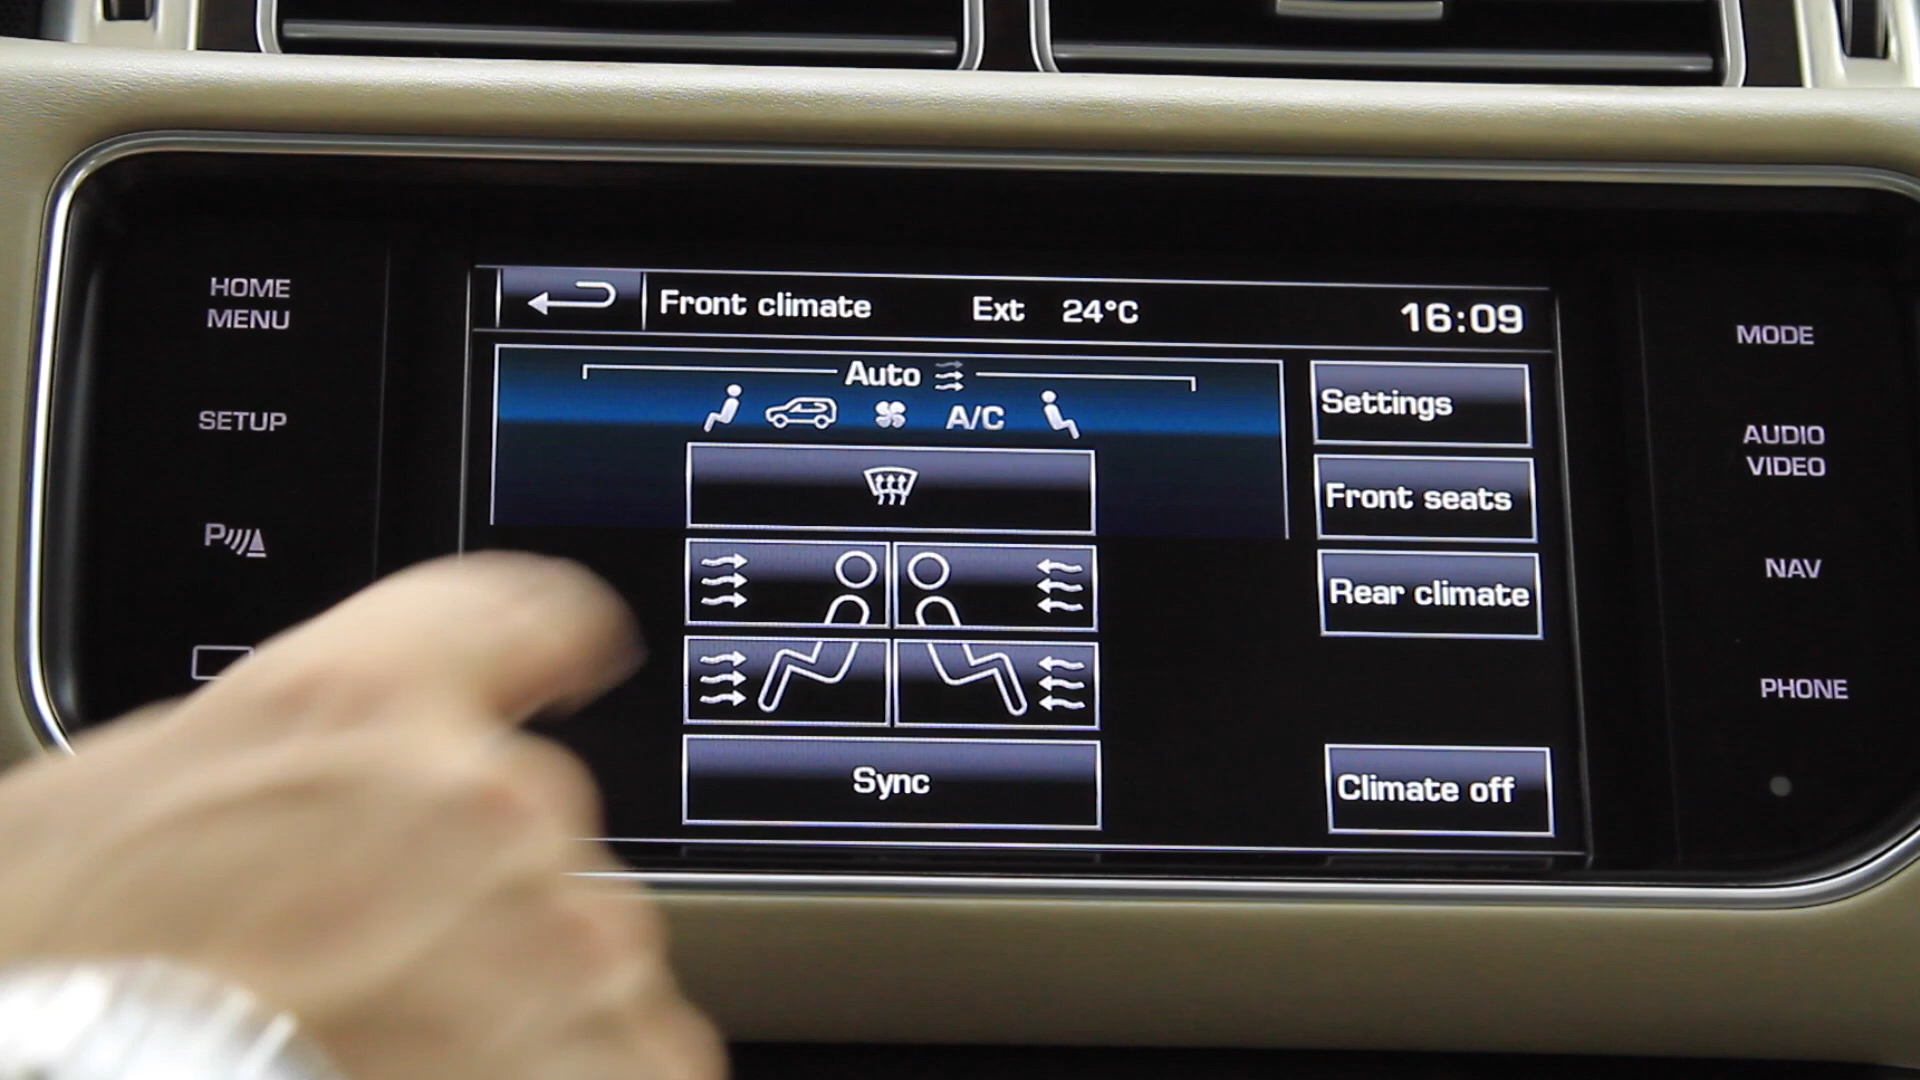 HOME
MENU
SETUP
P
Front climate Ext 24°C 16:09
Auto
A/C
Sync
Settings
Front seats
Rear climate
Climate off
MODE
AUDIO
VIDEO
NAV
PHONE